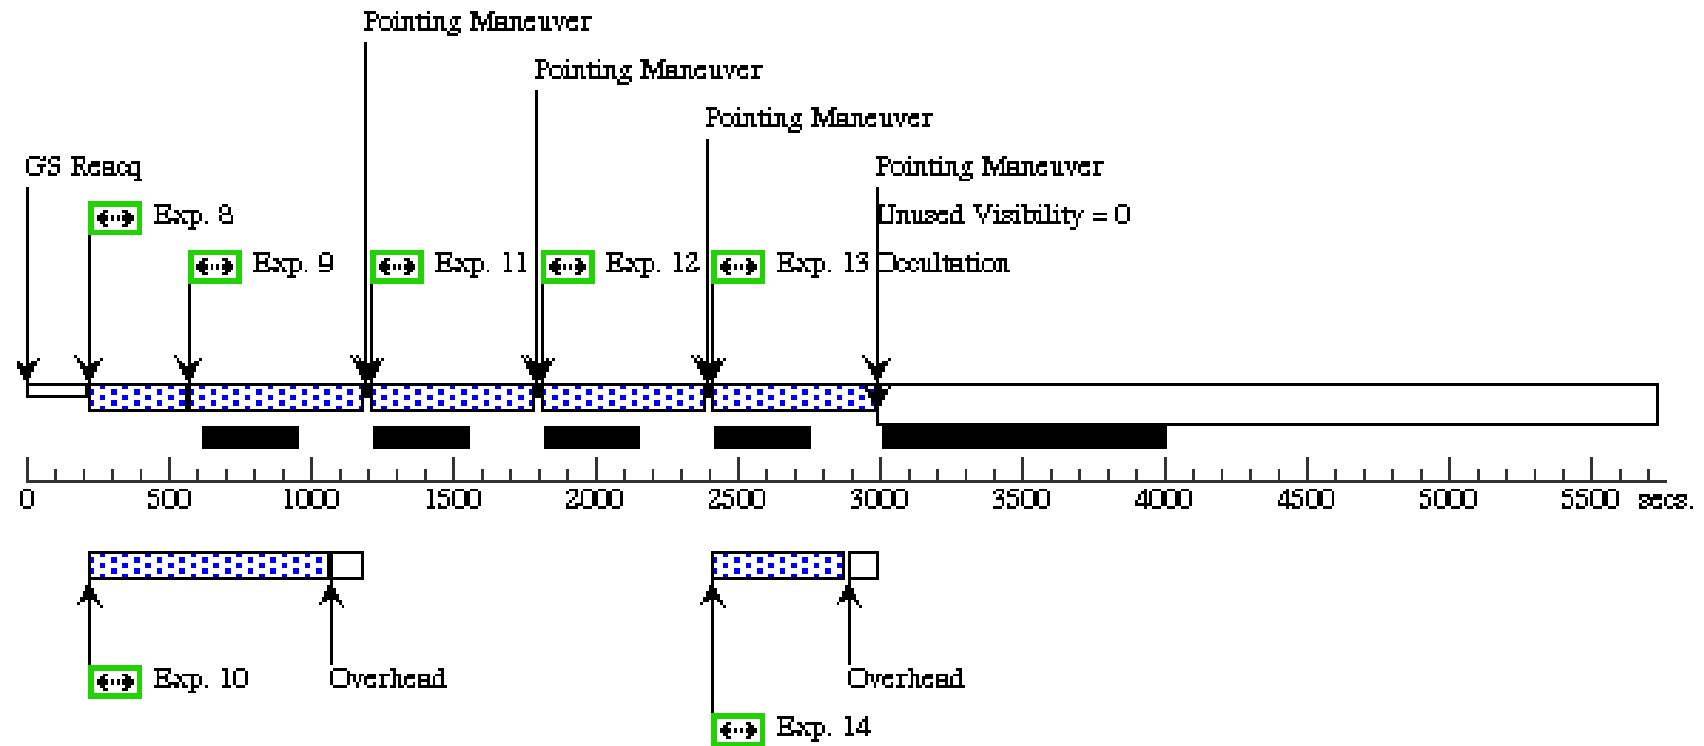 Pointing Maneuver
Pointing Maneuver
Pointing Maneuver
GS Reacq
Pointing Maneuver
Exp. 8
Unused Visibility = 0
Exp. 9
Exp. 11
Exp. 12
Exp. 13
Occultation
0 500 1000 1500 2000 2500 3000 3500 4000 4500 5000 5500 secs.
Exp. 10
Overhead
Overhead
Exp. 14